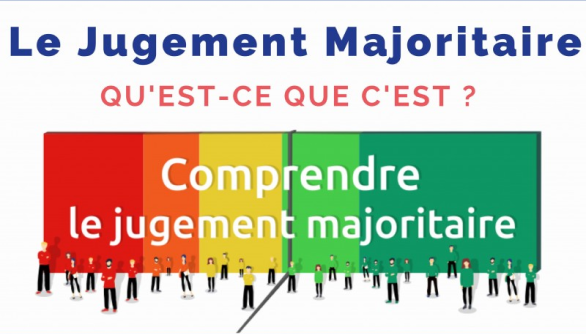 Le Jugement Majoritaire
QU'EST-CE QUE C'EST ?
Comprendre
le jugement majoritaire